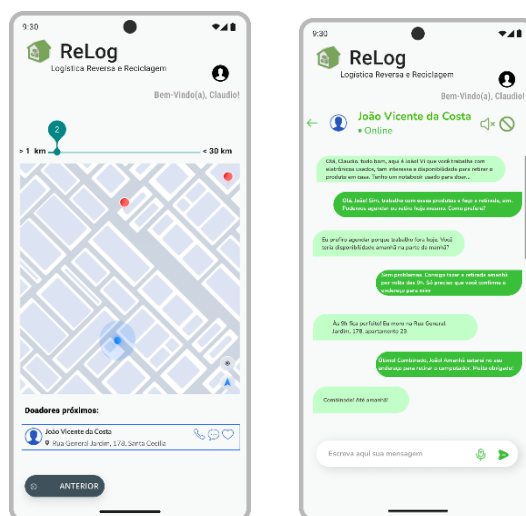 9:30
ReLog
Logística Reversa e Reciclagem
Bem-Vindo(a), Claudio!
2
> 1 km
< 30 km
Doadores próximos:
João Vicente da Costa
Rua General Jardim, 178, Santa Cecília
ANTERIOR
9:30
ReLog
Logística Reversa e Reciclagem
Bem-Vindo(a), Claudio!
João Vicente da Costa
Online
Olá, Claudio, tudo bem, aqui é João! Vi que você trabalha com
eletrônicos usados, tem interesse e disponibilidade para retirar o
produto em casa. Tenho um notebook usado para doar...
Olá, João! Sim, trabalho com esses produtos e faço a retirada, sim.
Podemos agendar ou retiro hoje mesmo. Como prefere?
Eu prefiro agendar porque trabalho fora hoje. Você
teria disponibilidade amanhã na parte da manhã?
Sem problemas. Consigo fazer a retirada amanhã
por volta das 9h. Só preciso que você confirme o
endereço para mim
Às 9h fica perfeito! Eu moro na Rua General
Jardim, 178, apartamento 23.
Ótimo! Combinado, João! Amanhã estarei no seu
endereço para retirar o computador. Muito obrigado!
Combinado! Até amanhã!
Escreva aqui sua mensagem